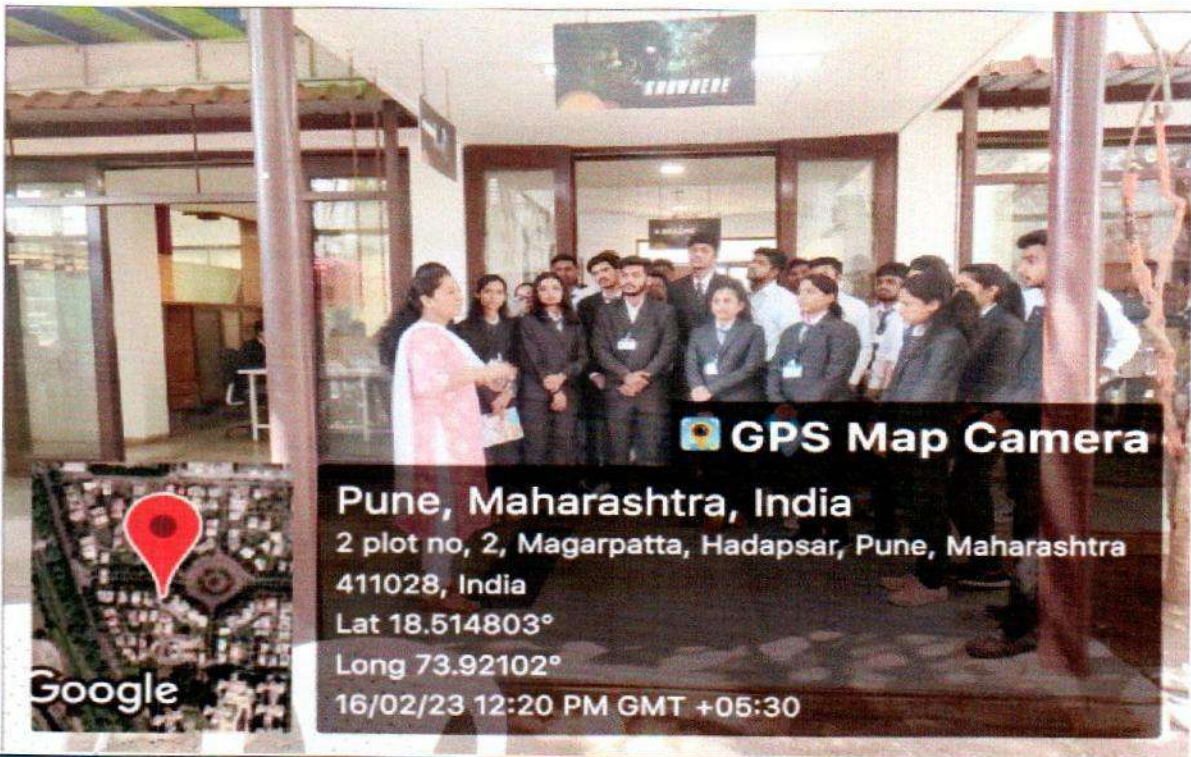 KNOWHERE
GPS Map Camera
Pune, Maharashtra, India
2 plot no, 2, Magarpatta, Hadapsar, Pune, Maharashtra
411028, India
Lat 18.514803°
Long 73.92102°
16/02/23 12:20 PM GMT +05:30
Google